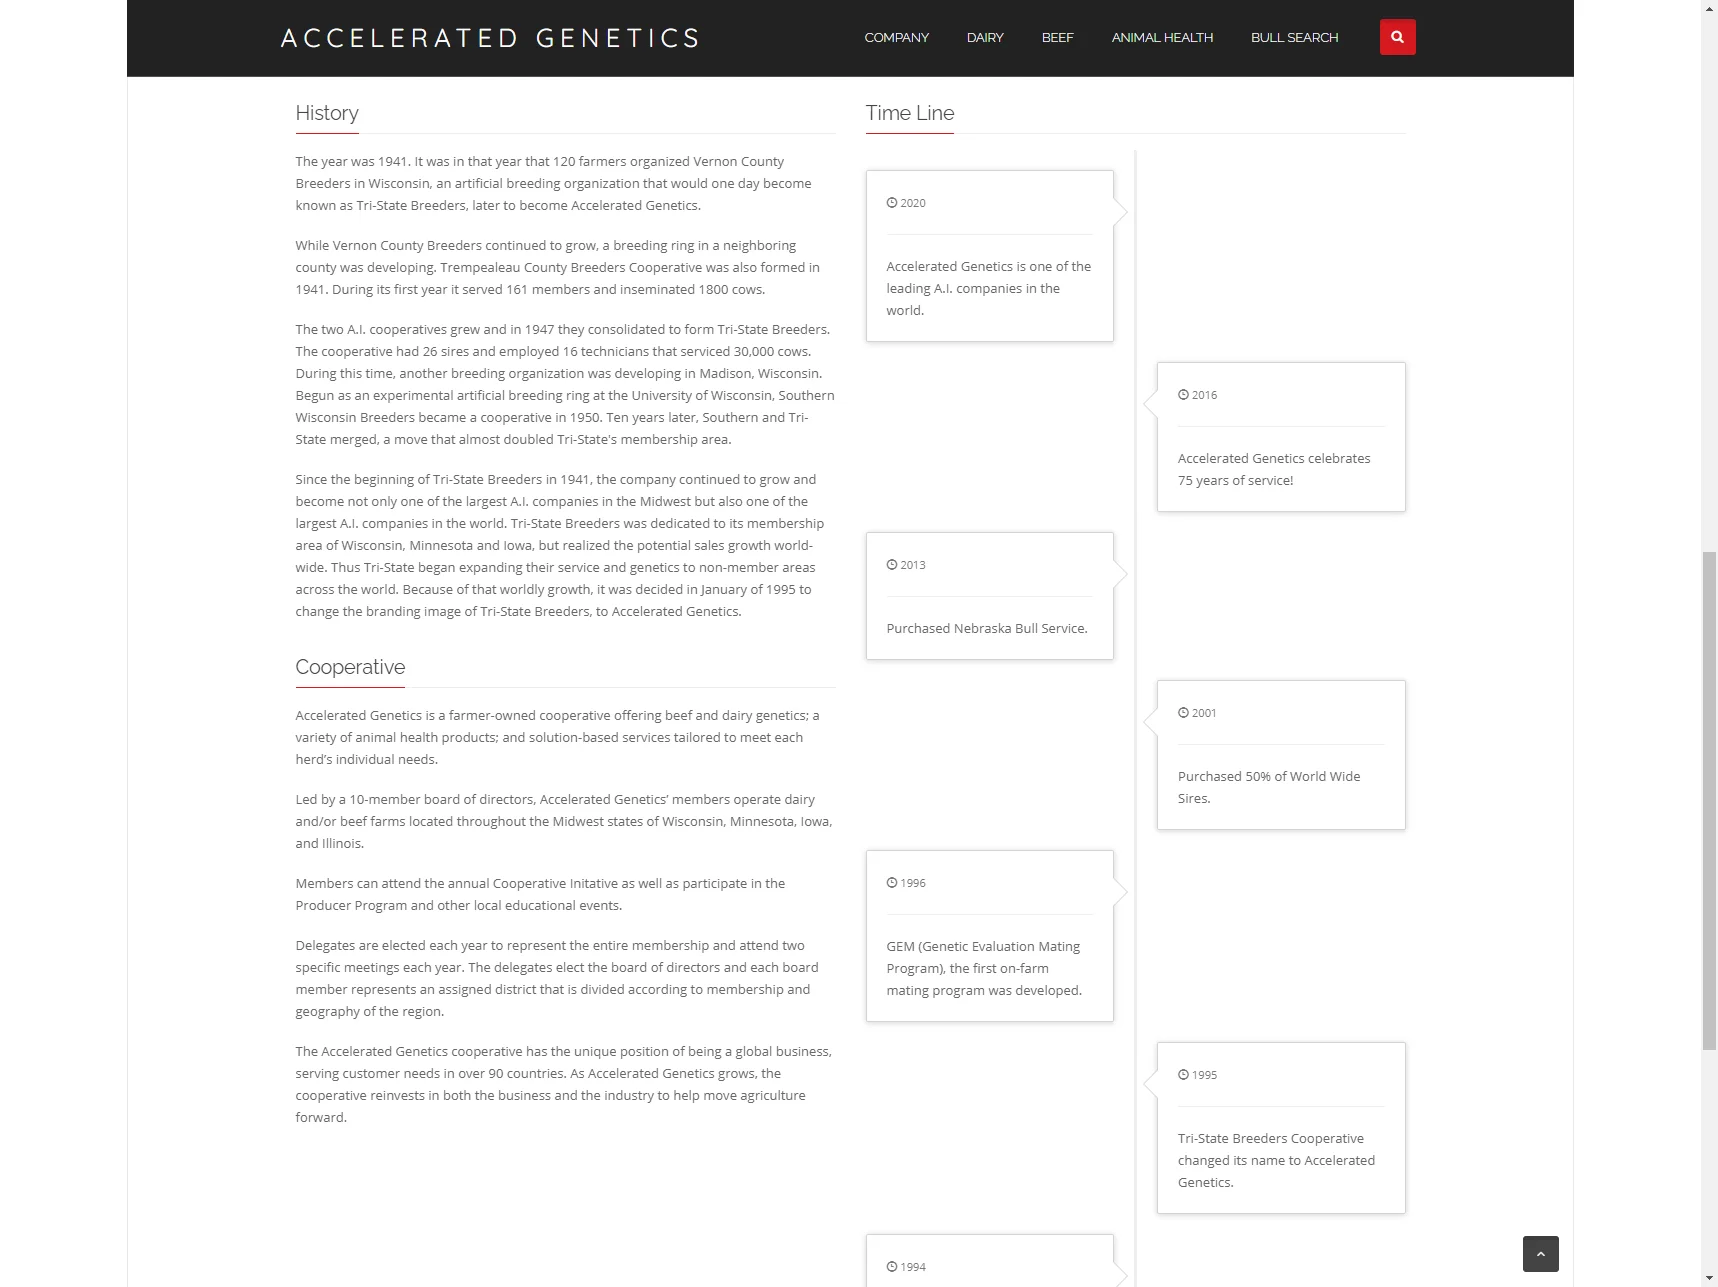 ACCELERATED GENETICS
COMPANY
DAIRY
BEEF
ANIMAL HEALTH
BULL SEARCH
History
The year was 1941. It was in that year that 120 farmers organized Vernon County
Breeders in Wisconsin, an artificial breeding organization that would one day become
known as Tri-State Breeders, later to become Accelerated Genetics.
While Vernon County Breeders continued to grow, a breeding ring in a neighboring
county was developing. Trempealeau County Breeders Cooperative was also formed in
1941. During its first year it served 161 members and inseminated 1800 cows.
The two A.I. cooperatives grew and in 1947 they consolidated to form Tri-State Breeders.
The cooperative had 26 sires and employed 16 technicians that serviced 30,000 cows.
During this time, another breeding organization was developing in Madison, Wisconsin.
Begun as an experimental artificial breeding ring at the University of Wisconsin, Southern
Wisconsin Breeders became a cooperative in 1950. Ten years later, Southern and Tri-
State merged, a move that almost doubled Tri-State's membership area.
Since the beginning of Tri-State Breeders in 1941, the company continued to grow and
become not only one of the largest A.I. companies in the Midwest but also one of the
largest A.I. companies in the world. Tri-State Breeders was dedicated to its membership
area of Wisconsin, Minnesota and Iowa, but realized the potential sales growth world-
wide. Thus Tri-State began expanding their service and genetics to non-member areas
across the world. Because of that worldly growth, it was decided in January of 1995 to
change the branding image of Tri-State Breeders, to Accelerated Genetics.
Cooperative
Accelerated Genetics is a farmer-owned cooperative offering beef and dairy genetics; a
variety of animal health products; and solution-based services tailored to meet each
herd’s individual needs.
Led by a 10-member board of directors, Accelerated Genetics’ members operate dairy
and/or beef farms located throughout the Midwest states of Wisconsin, Minnesota, Iowa,
and Illinois.
Members can attend the annual Cooperative Initative as well as participate in the
Producer Program and other local educational events.
Delegates are elected each year to represent the entire membership and attend two
specific meetings each year. The delegates elect the board of directors and each board
member represents an assigned district that is divided according to membership and
geography of the region.
The Accelerated Genetics cooperative has the unique position of being a global business,
serving customer needs in over 90 countries. As Accelerated Genetics grows, the
cooperative reinvests in both the business and the industry to help move agriculture
forward.
Time Line
2020
Accelerated Genetics is one of the
leading A.I. companies in the
world.
2016
Accelerated Genetics celebrates
75 years of service!
2013
Purchased Nebraska Bull Service.
2001
Purchased 50% of World Wide
Sires.
1996
GEM (Genetic Evaluation Mating
Program), the first on-farm
mating program was developed.
1995
Tri-State Breeders Cooperative
changed its name to Accelerated
Genetics.
1994